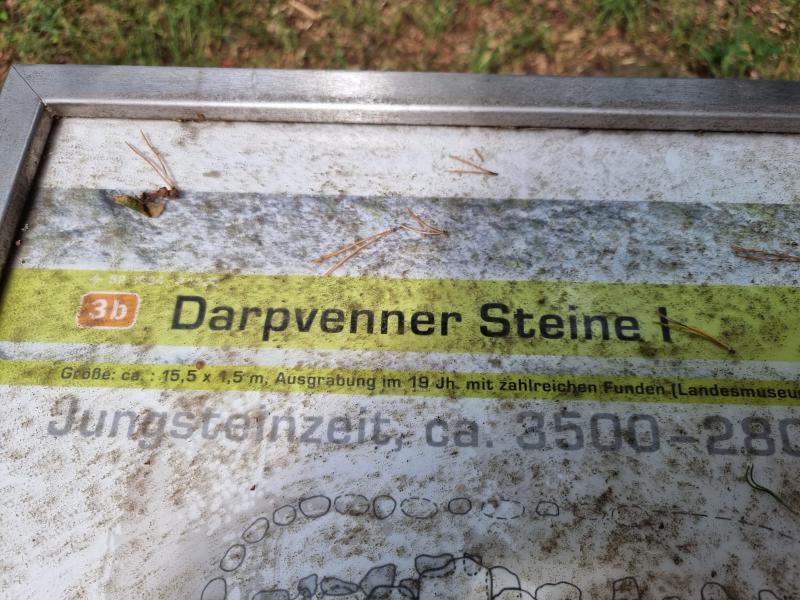 3b Darpvenner Steine I
Größe: ca. : 15,5 x 1,5 m, Ausgrabung im 19 Jh. mit zahlreichen Funden (Landesmuseu
Jungsteinzeit, ca. 3500–280